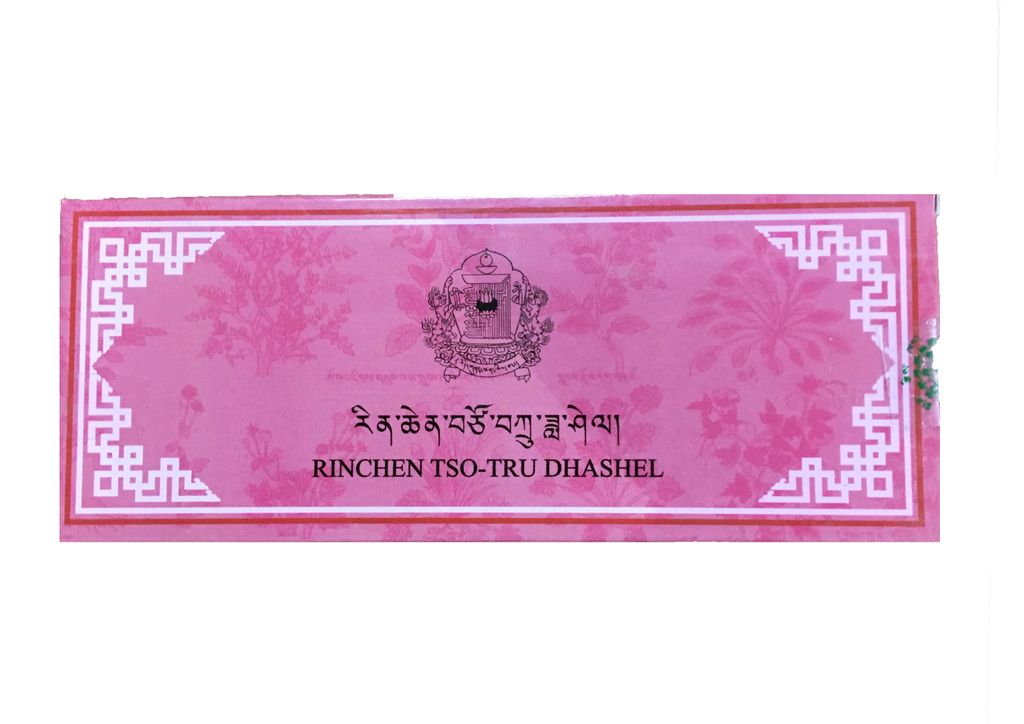 རིན་ཆེན་བཙོ་བཀྲུ་ཟླ་ཤེལ།
RINCHEN TSO-TRU DHASHEL